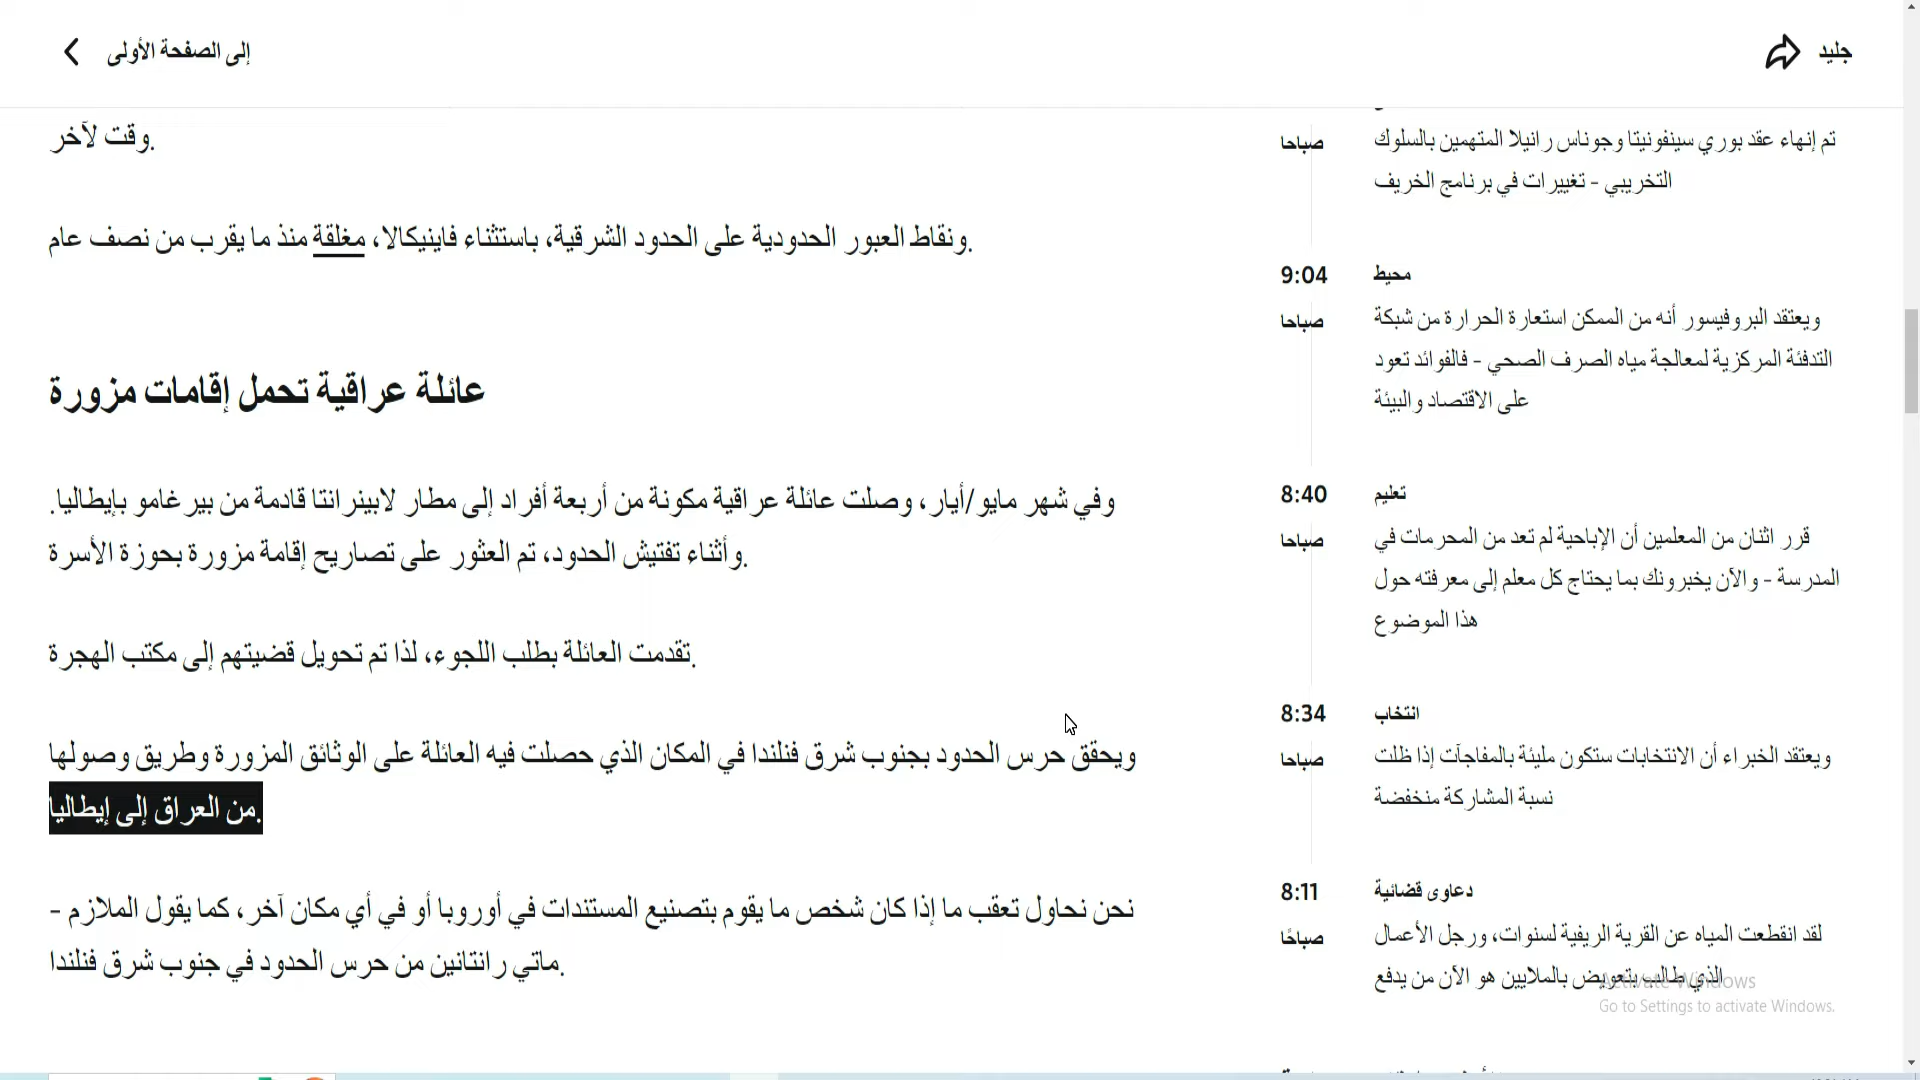 إلى الصفحة الأولى
جليد
وقت لآخر.
ونقاط العبور الحدودية على الحدود الشرقية، باستثناء فاينيكالا، مغلقة منذ ما يقرب من نصف عام.
عائلة عراقية تحمل إقامات مزورة
وفي شهر مايو/أيار، وصلت عائلة عراقية مكونة من أربعة أفراد إلى مطار لابينرانتا قادمة من بيرغامو بإيطاليا.
وأثناء تفتيش الحدود، تم العثور على تصاريح إقامة مزورة بحوزة الأسرة.
تقدمت العائلة بطلب اللجوء، لذا تم تحويل قضيتهم إلى مكتب الهجرة.
ويحقق حرس الحدود بجنوب شرق فنلندا في المكان الذي حصلت فيه العائلة على الوثائق المزورة وطريق وصولها
من العراق إلى إيطاليا.
نحن نحاول تعقب ما إذا كان شخص ما يقوم بتصنيع المستندات في أوروبا أو في أي مكان آخر، كما يقول الملازم -
ماتي رانتانين من حرس الحدود في جنوب شرق فنلندا.
صباحا
تم إنهاء عقد بوري سينفونيتا وجوناس رانيلا المتهمين بالسلوك
التخريبي - تغييرات في برنامج الخريف
9:04
صباحا
محيط
ويعتقد البروفيسور أنه من الممكن استعارة الحرارة من شبكة
التدفئة المركزية لمعالجة مياه الصرف الصحي - فالفوائد تعود
على الاقتصاد والبيئة
8:40
صباحا
تعليم
قرر اثنان من المعلمين أن الإباحية لم تعد من المحرمات في
المدرسة - والآن يخبرونك بما يحتاج كل معلم إلى معرفته حول
هذا الموضوع
8:34
صباحا
انتخاب
ويعتقد الخبراء أن الانتخابات ستكون مليئة بالمفاجآت إذا ظلت
نسبة المشاركة منخفضة
8:11
صباحًا
دعاوى قضائية
لقد انقطعت المياه عن القرية الريفية لسنوات، ورجل الأعمال
الذي طالب بتعويض بالملايين هو الآن من يدفع
Activate Windows
Go to Settings to activate Windows.